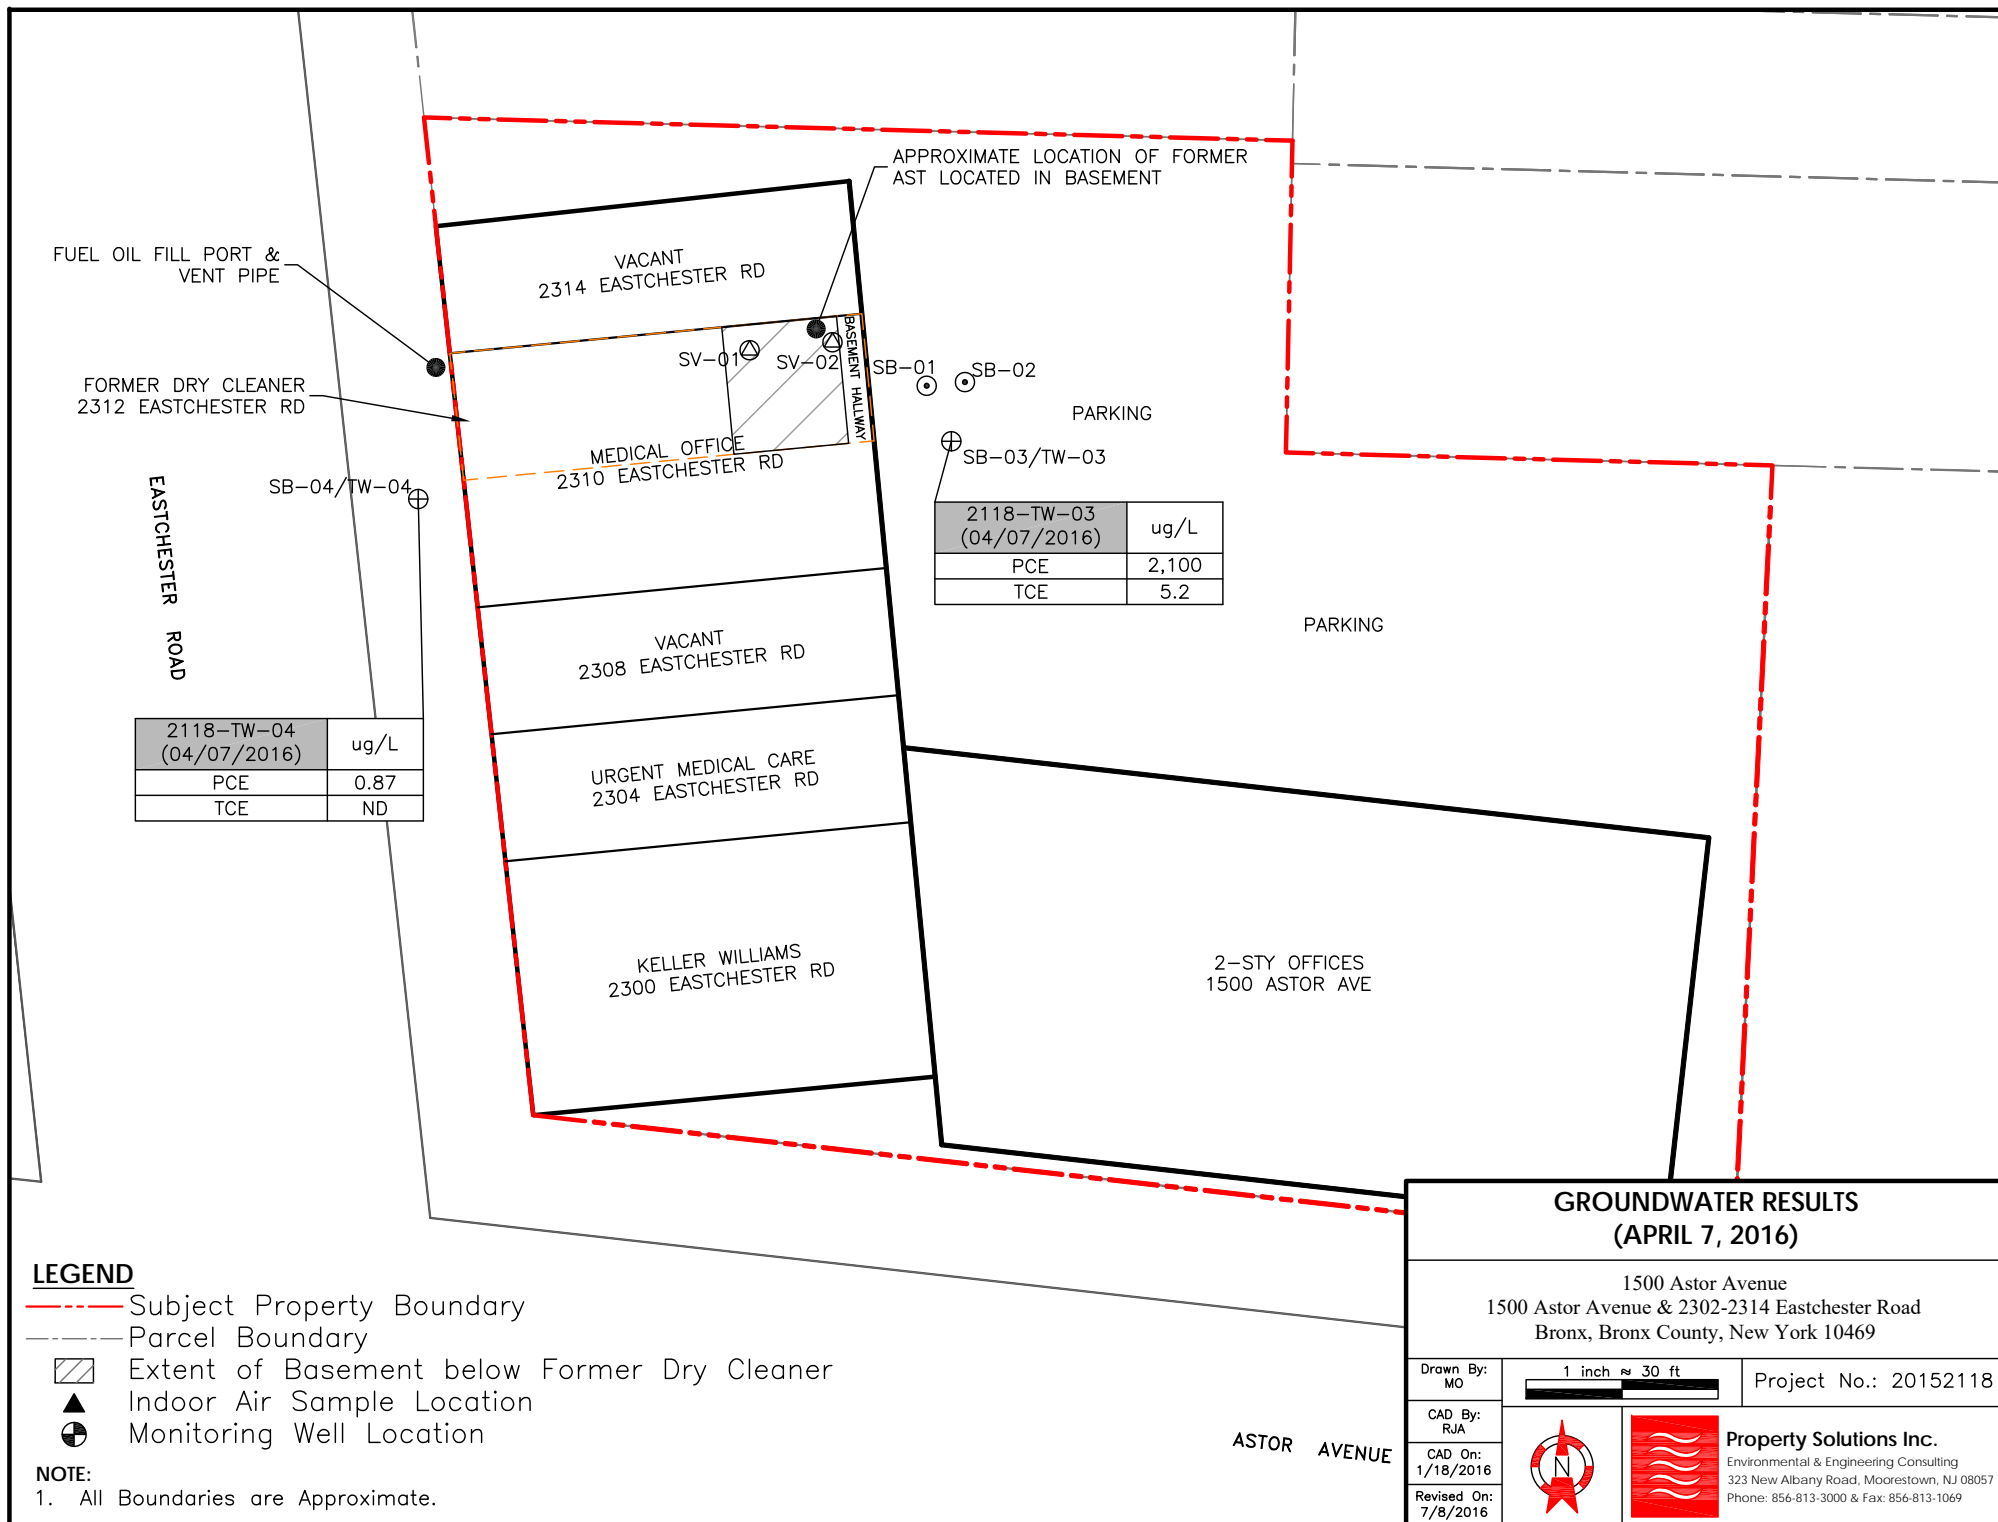 APPROXIMATE LOCATION OF FORMER
AST LOCATED IN BASEMENT
FUEL OIL FILL PORT &
VENT PIPE
VACANT
2314 EASTCHESTER RD
BASEMENT HALLWAY
SV-01
SV-02
SB-01
SB-02
FORMER DRY CLEANER
2312 EASTCHESTER RD
PARKING
MEDICAL OFFICE
2310 EASTCHESTER RD
SB-03/TW-03
SB-04/TW-04
EASTCHESTER ROAD
2118-TW-03
(04/07/2016)
ug/L
PCE 2,100
TCE 5.2
PARKING
VACANT
2308 EASTCHESTER RD
2118-TW-04
(04/07/2016)
ug/L
PCE 0.87
TCE ND
URGENT MEDICAL CARE
2304 EASTCHESTER RD
KELLER WILLIAMS
2300 EASTCHESTER RD
2-STY OFFICES
1500 ASTOR AVE
LEGEND
Subject Property Boundary
Parcel Boundary
Extent of Basement below Former Dry Cleaner
Indoor Air Sample Location
Monitoring Well Location
NOTE:
1. All Boundaries are Approximate.
ASTOR AVENUE
GROUNDWATER RESULTS
(APRIL 7, 2016)
1500 Astor Avenue
1500 Astor Avenue & 2302-2314 Eastchester Road
Bronx, Bronx County, New York 10469
Drawn By:
MO
1 inch ≈ 30 ft
Project No.: 20152118
CAD By:
RJA
CAD On:
1/18/2016
Revised On:
7/8/2016
N
Property Solutions Inc.
Environmental & Engineering Consulting
323 New Albany Road, Moorestown, NJ 08057
Phone: 856-813-3000 & Fax: 856-813-1069